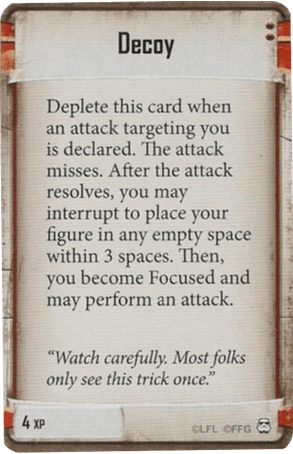 Decoy
Deplete this card when
an attack targeting you
is declared. The attack
misses. After the attack
resolves, you may
interrupt to place your
figure in any empty space
within 3 spaces. Then,
you become Focused and
may perform an attack.
“Watch carefully. Most folks
only see this trick once.”
4 XP
©LFL ©FFG